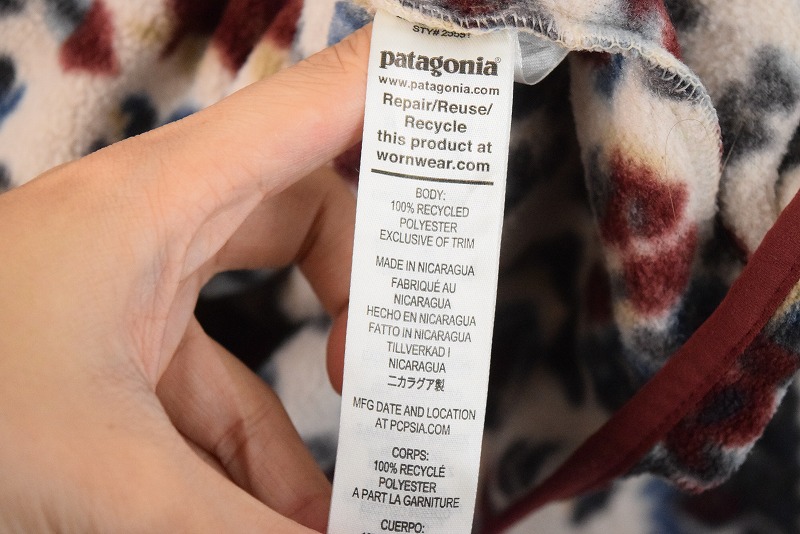 STY# 25551
patagonia®
www.patagonia.com
Repair/Reuse/
Recycle
this product at
wornwear.com
BODY:
100% RECYCLED
POLYESTER
EXCLUSIVE OF TRIM
MADE IN NICARAGUA
FABRIQUÉ AU
NICARAGUA
HECHO EN NICARAGUA
FATTO IN NICARAGUA
TILLVERKAD I
NICARAGUA
ニカラグア製
MFG DATE AND LOCATION
AT PCPSIA.COM
CORPS:
100% RECYCLÉ
POLYESTER
A PART LA GARNITURE
CUERPO: